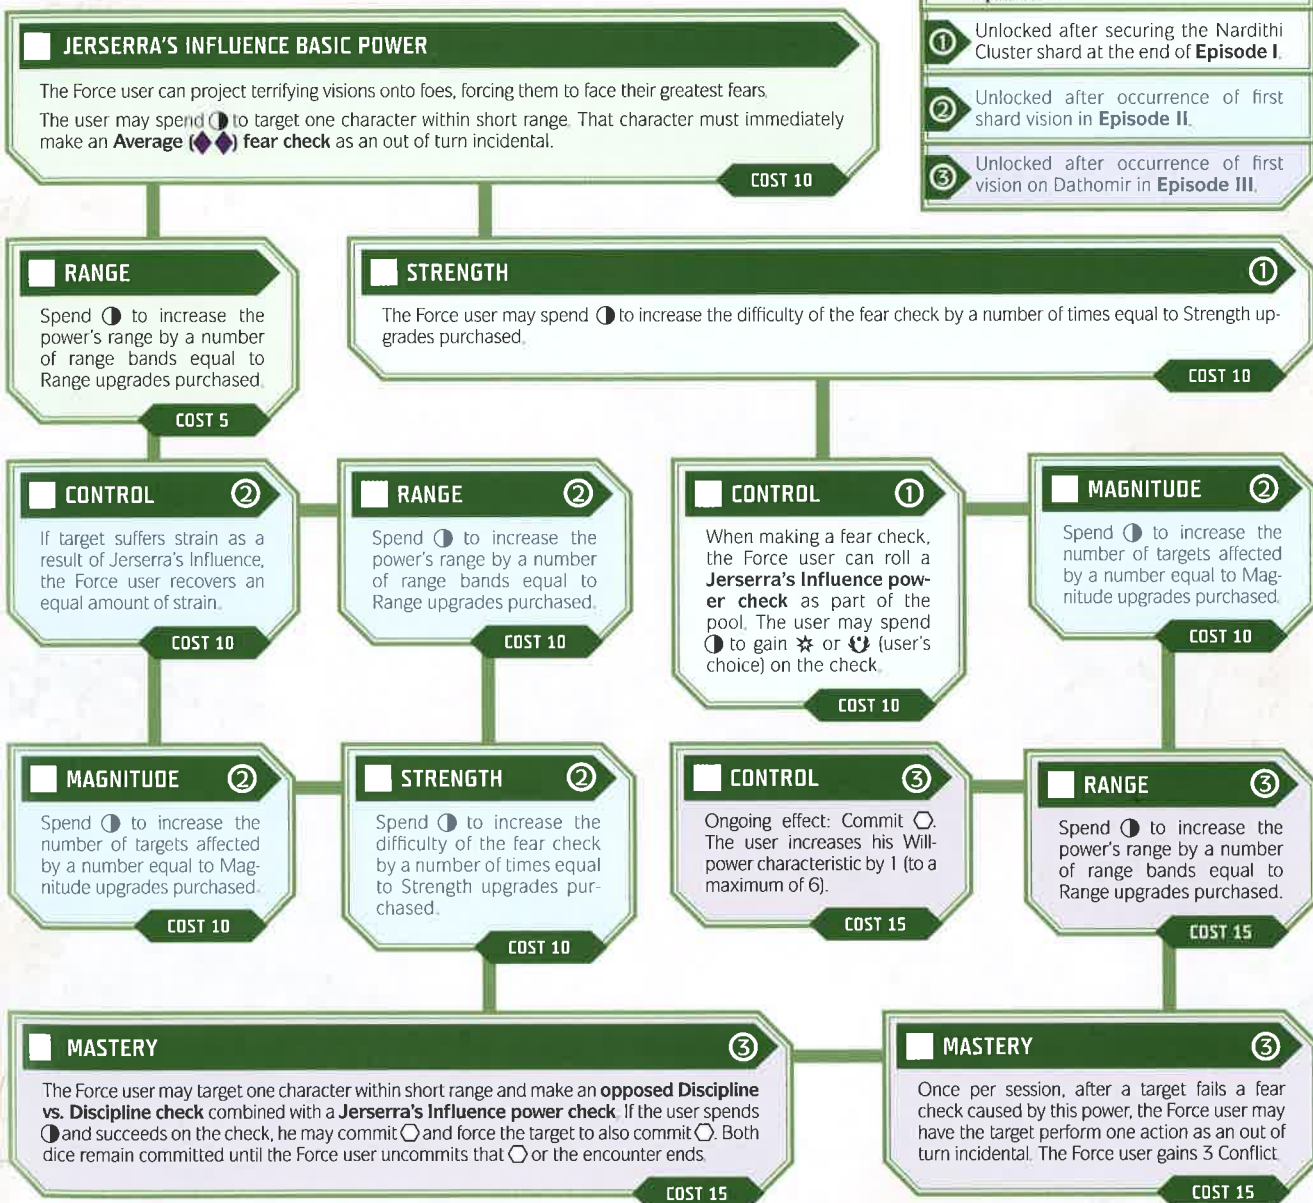 JERSERRA'S INFLUENCE BASIC POWER
The Force user can project terrifying visions onto foes, forcing them to face their greatest fears.
The user may spend ◑ to target one character within short range. That character must immediately
make an Average (◆◆) fear check as an out of turn incidental.
COST 10
① Unlocked after securing the Nardithi
Cluster shard at the end of Episode I.
② Unlocked after occurrence of first
shard vision in Episode II.
③ Unlocked after occurrence of first
vision on Dathomir in Episode III.
RANGE
Spend ◑ to increase the
power's range by a number
of range bands equal to
Range upgrades purchased.
COST 5
STRENGTH ①
The Force user may spend ◑ to increase the difficulty of the fear check by a number of times equal to Strength up-
grades purchased.
COST 10
CONTROL ②
If target suffers strain as a
result of Jerserra's Influence,
the Force user recovers an
equal amount of strain.
COST 10
RANGE ②
Spend ◑ to increase the
power's range by a number
of range bands equal to
Range upgrades purchased.
COST 10
CONTROL ①
When making a fear check,
the Force user can roll a
Jerserra's Influence pow-
er check as part of the
pool. The user may spend
◑ to gain or (user's
choice) on the check.
COST 10
MAGNITUDE ②
Spend ◑ to increase the
number of targets affected
by a number equal to Mag-
nitude upgrades purchased.
COST 10
MAGNITUDE ②
Spend ◑ to increase the
number of targets affected
by a number equal to Mag-
nitude upgrades purchased.
COST 10
STRENGTH ②
Spend ◑ to increase the
difficulty of the fear check
by a number of times equal
to Strength upgrades pur-
chased.
COST 10
CONTROL ③
Ongoing effect: Commit ⬡.
The user increases his Will-
power characteristic by 1 (to a
maximum of 6).
COST 15
RANGE ③
Spend ◑ to increase the
power's range by a number
of range bands equal to
Range upgrades purchased.
COST 15
MASTERY ③
The Force user may target one character within short range and make an opposed Discipline
vs. Discipline check combined with a Jerserra's Influence power check. If the user spends
◑ and succeeds on the check, he may commit ⬡ and force the target to also commit ⬡. Both
dice remain committed until the Force user uncommits that ⬡ or the encounter ends.
COST 15
MASTERY ③
Once per session, after a target fails a fear
check caused by this power, the Force user may
have the target perform one action as an out of
turn incidental. The Force user gains 3 Conflict.
COST 15